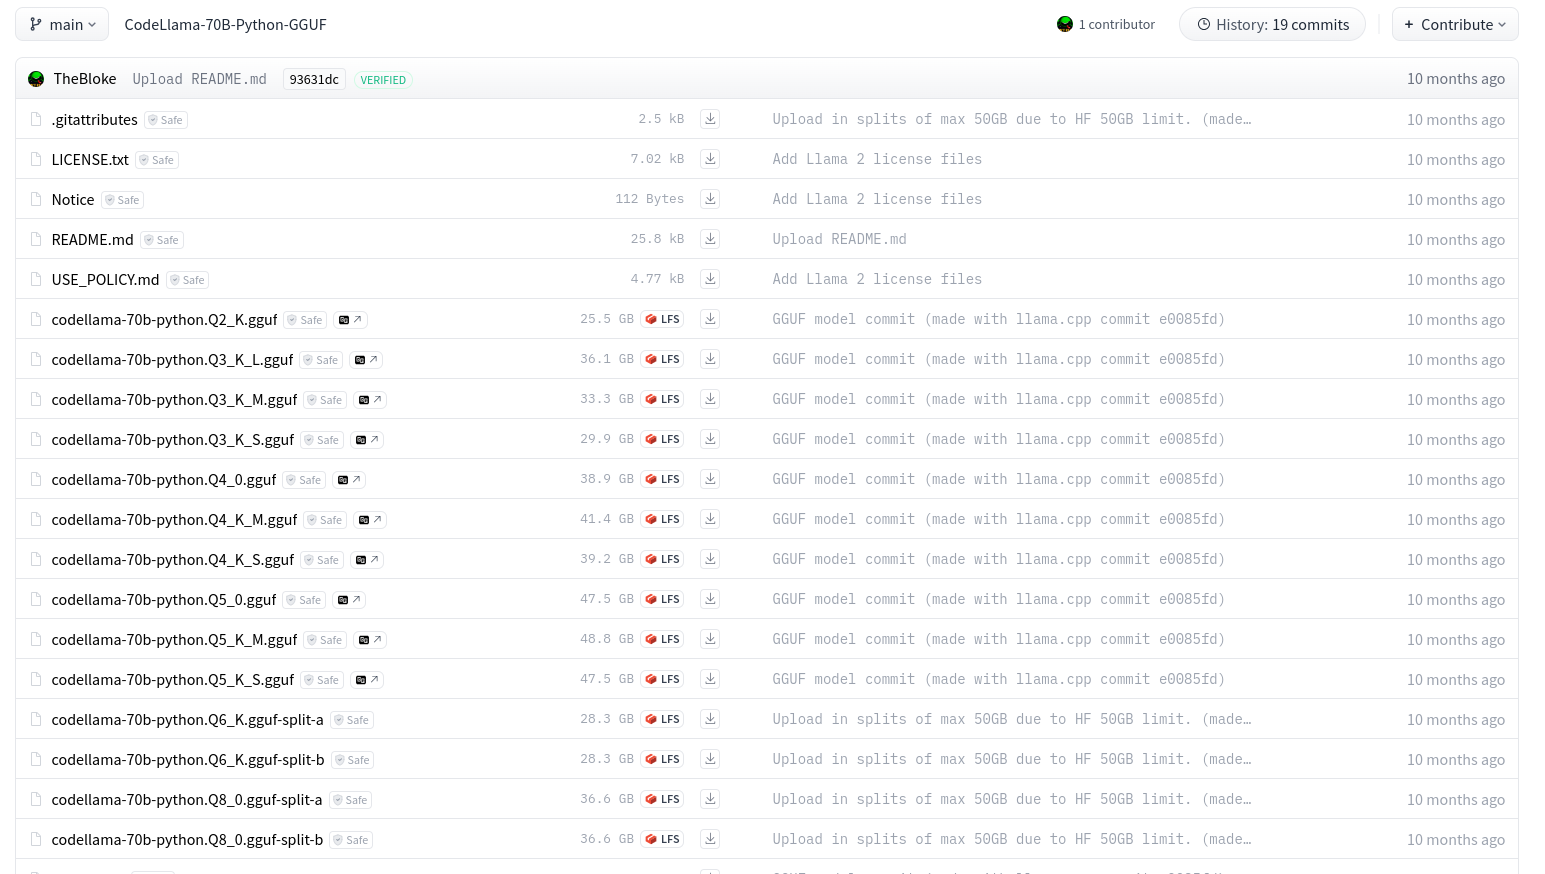 main CodeLlama-70B-Python-GGUF 1 contributor History: 19 commits + Contribute
TheBloke Upload README.md 93631dc VERIFIED 10 months ago
.gitattributes Safe 2.5 kB Upload in splits of max 50GB due to HF 50GB limit. (made… 10 months ago
LICENSE.txt Safe 7.02 kB Add Llama 2 license files 10 months ago
Notice Safe 112 Bytes Add Llama 2 license files 10 months ago
README.md Safe 25.8 kB Upload README.md 10 months ago
USE_POLICY.md Safe 4.77 kB Add Llama 2 license files 10 months ago
codellama-70b-python.Q2_K.gguf Safe 25.5 GB LFS GGUF model commit (made with llama.cpp commit e0085fd) 10 months ago
codellama-70b-python.Q3_K_L.gguf Safe 36.1 GB LFS GGUF model commit (made with llama.cpp commit e0085fd) 10 months ago
codellama-70b-python.Q3_K_M.gguf Safe 33.3 GB LFS GGUF model commit (made with llama.cpp commit e0085fd) 10 months ago
codellama-70b-python.Q3_K_S.gguf Safe 29.9 GB LFS GGUF model commit (made with llama.cpp commit e0085fd) 10 months ago
codellama-70b-python.Q4_0.gguf Safe 38.9 GB LFS GGUF model commit (made with llama.cpp commit e0085fd) 10 months ago
codellama-70b-python.Q4_K_M.gguf Safe 41.4 GB LFS GGUF model commit (made with llama.cpp commit e0085fd) 10 months ago
codellama-70b-python.Q4_K_S.gguf Safe 39.2 GB LFS GGUF model commit (made with llama.cpp commit e0085fd) 10 months ago
codellama-70b-python.Q5_0.gguf Safe 47.5 GB LFS GGUF model commit (made with llama.cpp commit e0085fd) 10 months ago
codellama-70b-python.Q5_K_M.gguf Safe 48.8 GB LFS GGUF model commit (made with llama.cpp commit e0085fd) 10 months ago
codellama-70b-python.Q5_K_S.gguf Safe 47.5 GB LFS GGUF model commit (made with llama.cpp commit e0085fd) 10 months ago
codellama-70b-python.Q6_K.gguf-split-a Safe 28.3 GB LFS Upload in splits of max 50GB due to HF 50GB limit. (made… 10 months ago
codellama-70b-python.Q6_K.gguf-split-b Safe 28.3 GB LFS Upload in splits of max 50GB due to HF 50GB limit. (made… 10 months ago
codellama-70b-python.Q8_0.gguf-split-a Safe 36.6 GB LFS Upload in splits of max 50GB due to HF 50GB limit. (made… 10 months ago
codellama-70b-python.Q8_0.gguf-split-b Safe 36.6 GB LFS Upload in splits of max 50GB due to HF 50GB limit. (made… 10 months ago